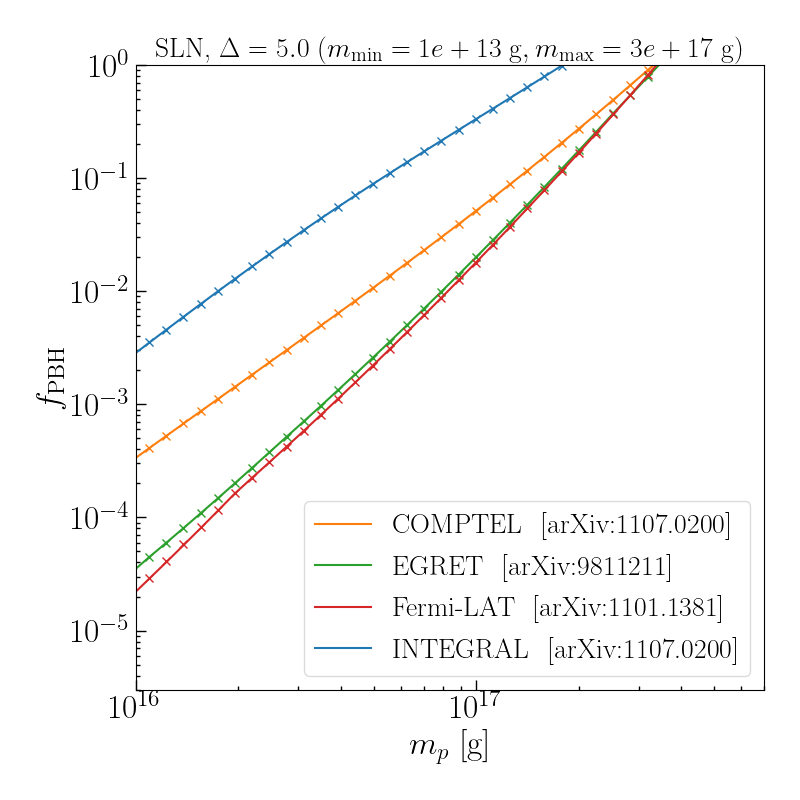 SLN, Δ = 5.0 (m_min = 1e + 13 g, m_max = 3e + 17 g)
10^0
10^−1
10^−2
10^−3
10^−4
10^−5
f_PBH
COMPTEL [arXiv:1107.0200]
EGRET [arXiv:9811211]
Fermi-LAT [arXiv:1101.1381]
INTEGRAL [arXiv:1107.0200]
10^16 10^17
m_p [g]